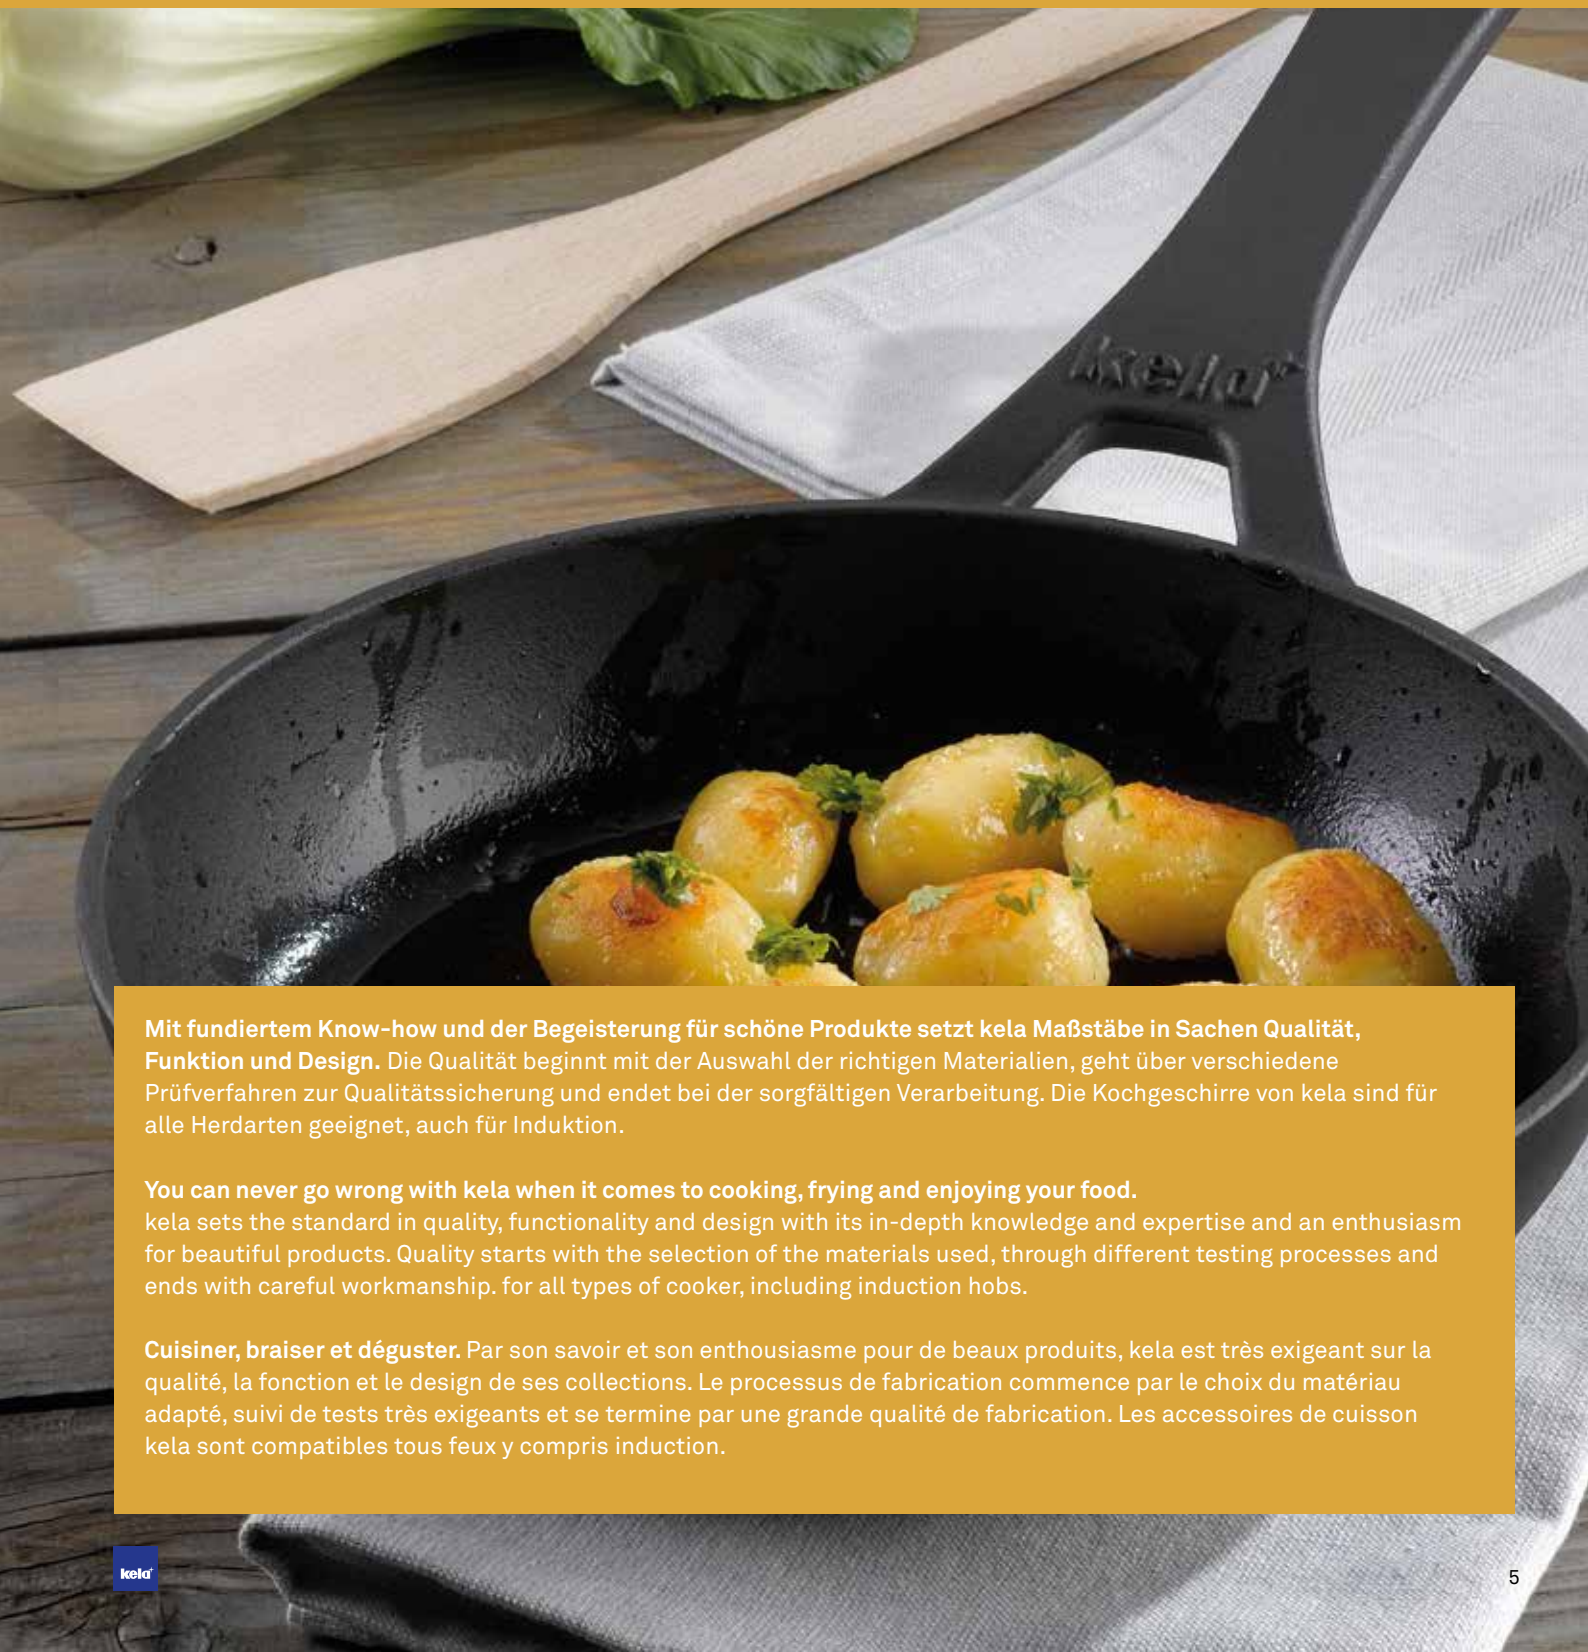 kela
Mit fundiertem Know-how und der Begeisterung für schöne Produkte setzt kela Maßstäbe in Sachen Qualität,
Funktion und Design. Die Qualität beginnt mit der Auswahl der richtigen Materialien, geht über verschiedene
Prüfverfahren zur Qualitätssicherung und endet bei der sorgfältigen Verarbeitung. Die Kochgeschirre von kela sind für
alle Herdarten geeignet, auch für Induktion.
You can never go wrong with kela when it comes to cooking, frying and enjoying your food.
kela sets the standard in quality, functionality and design with its in-depth knowledge and expertise and an enthusiasm
for beautiful products. Quality starts with the selection of the materials used, through different testing processes and
ends with careful workmanship. for all types of cooker, including induction hobs.
Cuisiner, braiser et déguster. Par son savoir et son enthousiasme pour de beaux produits, kela est très exigeant sur la
qualité, la fonction et le design de ses collections. Le processus de fabrication commence par le choix du matériau
adapté, suivi de tests très exigeants et se termine par une grande qualité de fabrication. Les accessoires de cuisson
kela sont compatibles tous feux y compris induction.
kela+
5